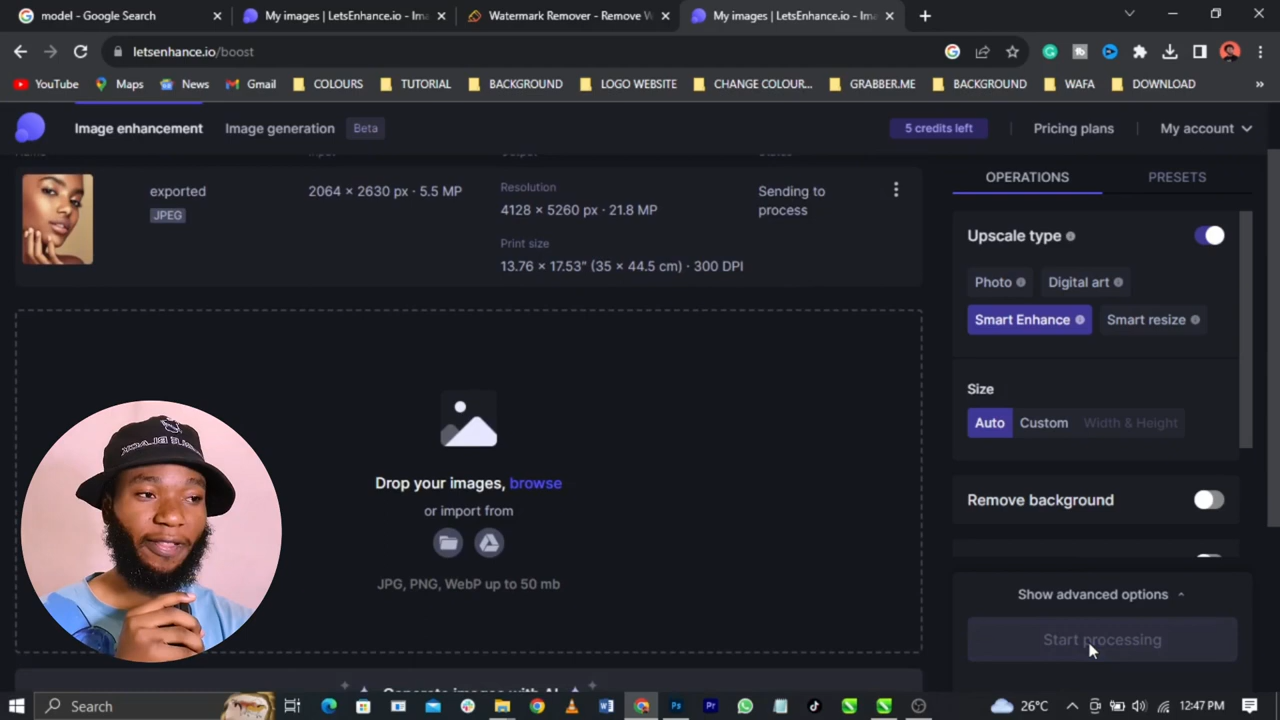 model - Google Search
My images | LetsEnhance.io - Im
Watermark Remover - Remove W
My images | LetsEnhance.io - Ima
letsenhance.io/boost
YouTube
Maps
News
Gmail
COLOURS
TUTORIAL
BACKGROUND
LOGO WEBSITE
CHANGE COLOUR...
GRABBER.ME
BACKGROUND
WAFA
DOWNLOAD
»
Image enhancement
Image generation
Beta
5 credits left
Pricing plans
My account
exported
JPEG
2064 × 2630 px · 5.5 MP
Resolution
4128 × 5260 px · 21.8 MP
Print size
13.76 × 17.53" (35 × 44.5 cm) · 300 DPI
Sending to
process
OPERATIONS
PRESETS
Upscale type
Photo
Digital art
Smart Enhance
Smart resize
Size
Auto
Custom
Width & Height
Remove background
Drop your images, browse
or import from
JPG, PNG, WebP up to 50 mb
Show advanced options
Start processing
Generate images with AI
Search
26°C
12:47 PM